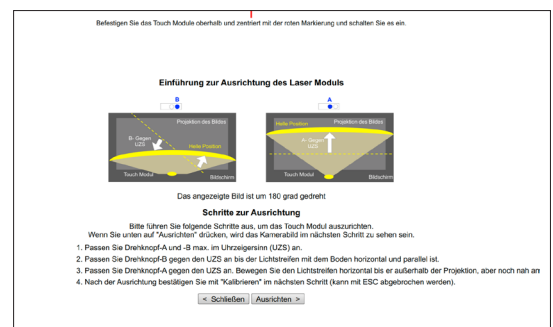 Befestigen Sie das Touch Module oberhalb und zentriert mit der roten Markierung und schalten Sie es ein.
Einführung zur Ausrichtung des Laser Moduls
B
A
Projektion des Bildes
B- Gegen
UZS
Helle Position
Touch Modul
Bildschirm
Helle Position
Projektion des Bildes
A- Gegen
UZS
Touch Modul
Bildschirm
Das angezeigte Bild ist um 180 grad gedreht
Schritte zur Ausrichtung
Bitte führen Sie folgende Schritte aus, um das Touch Modul auszurichten.
Wenn Sie unten auf "Ausrichten" drücken, wird das Kamerabild im nächsten Schritt zu sehen sein.
1. Passen Sie Drehknopf-A und -B max. im Uhrzeigersinn (UZS) an.
2. Passen Sie Drehknopf-B gegen den UZS an bis der Lichtstreifen mit dem Boden horizontal und parallel ist.
3. Passen Sie Drehknopf-A gegen den UZS an. Bewegen Sie den Lichtstreifen horizontal bis er außerhalb der Projektion, aber noch nah am
4. Nach der Ausrichtung bestätigen Sie mit "Kalibrieren" im nächsten Schritt (kann mit ESC abgebrochen werden).
< Schließen Ausrichten >